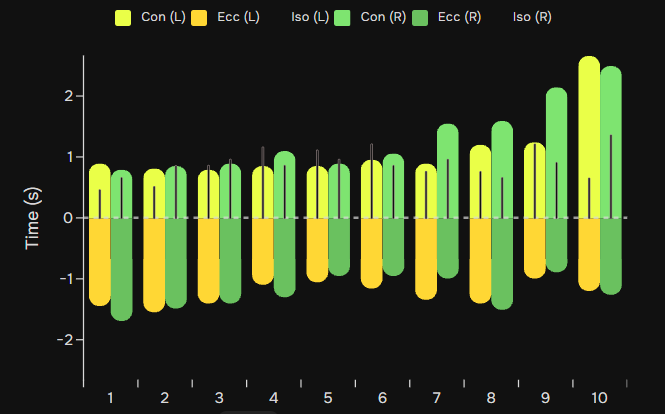 Con (L) Ecc (L) Iso (L) Con (R) Ecc (R) Iso (R)
2
1
0
-1
-2
Time (s)
1 2 3 4 5 6 7 8 9 10